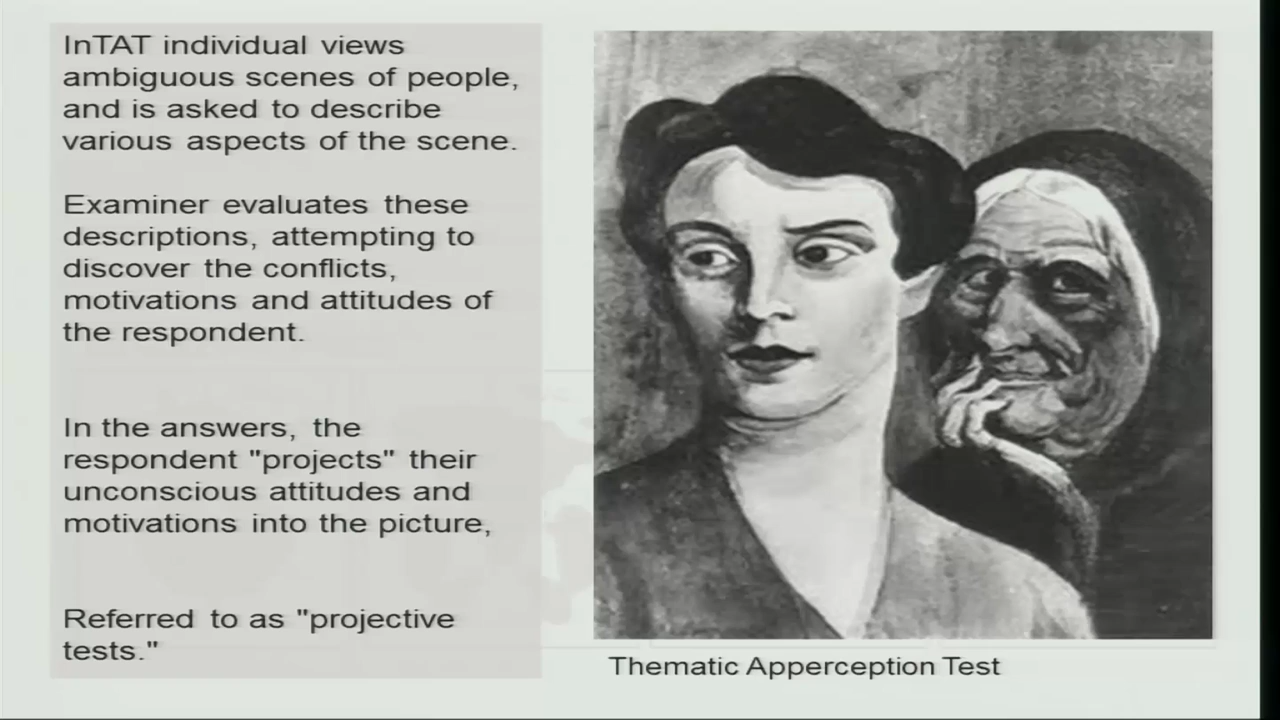 InTAT individual views
ambiguous scenes of people,
and is asked to describe
various aspects of the scene.
Examiner evaluates these
descriptions, attempting to
discover the conflicts,
motivations and attitudes of
the respondent.
In the answers, the
respondent "projects" their
unconscious attitudes and
motivations into the picture,
Referred to as "projective
tests."
Thematic Apperception Test